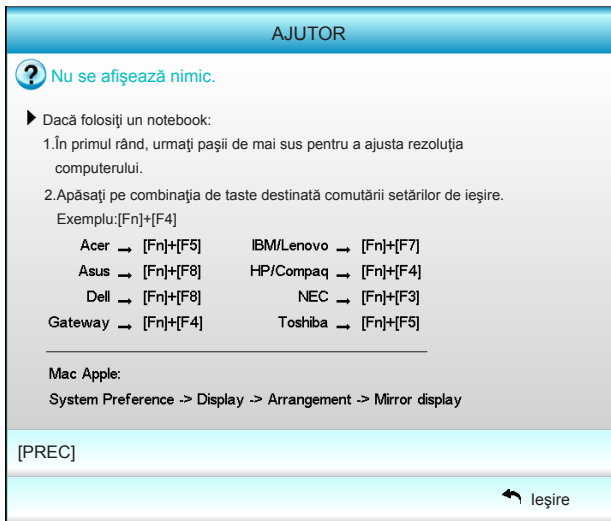 AJUTOR
Nu se afişează nimic.
Dacă folosiţi un notebook:
1.În primul rând, urmaţi paşii de mai sus pentru a ajusta rezoluţia
computerului.
2.Apăsaţi pe combinaţia de taste destinată comutării setărilor de ieşire.
Exemplu:[Fn]+[F4]
Acer → [Fn]+[F5] IBM/Lenovo → [Fn]+[F7]
Asus → [Fn]+[F8] HP/Compaq → [Fn]+[F4]
Dell → [Fn]+[F8] NEC → [Fn]+[F3]
Gateway → [Fn]+[F4] Toshiba → [Fn]+[F5]
Mac Apple:
System Preference -> Display -> Arrangement -> Mirror display
[PREC]
Ieşire